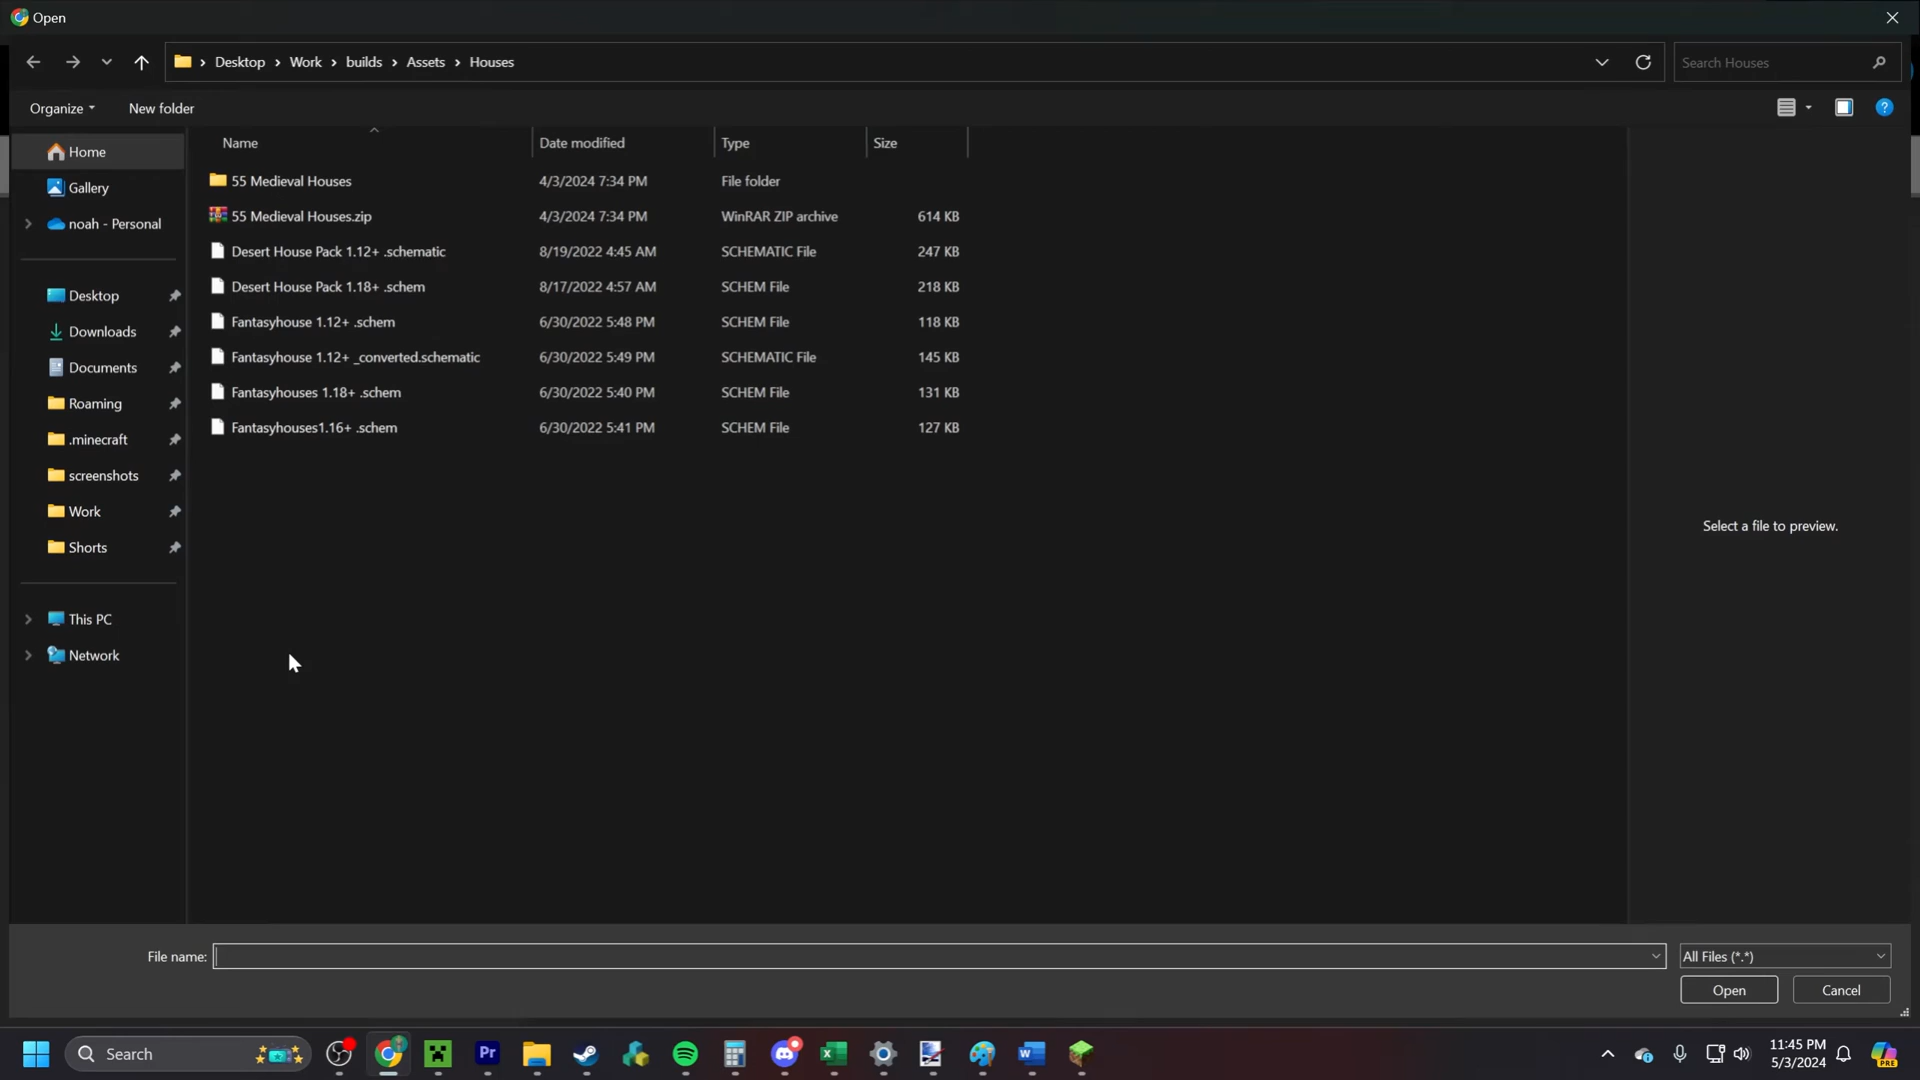 Open
Desktop > Work > builds > Assets > Houses
Search Houses
Organize
New folder
Name Date modified Type Size
Home
Gallery
noah - Personal
Desktop
Downloads
Documents
Roaming
.minecraft
screenshots
Work
Shorts
This PC
Network
55 Medieval Houses 4/3/2024 7:34 PM File folder
55 Medieval Houses.zip 4/3/2024 7:34 PM WinRAR ZIP archive 614 KB
Desert House Pack 1.12+ .schematic 8/19/2022 4:45 AM SCHEMATIC File 247 KB
Desert House Pack 1.18+ .schem 8/17/2022 4:57 AM SCHEM File 218 KB
Fantasyhouse 1.12+ .schem 6/30/2022 5:48 PM SCHEM File 118 KB
Fantasyhouse 1.12+ _converted.schematic 6/30/2022 5:49 PM SCHEMATIC File 145 KB
Fantasyhouses 1.18+ .schem 6/30/2022 5:40 PM SCHEM File 131 KB
Fantasyhouses1.16+ .schem 6/30/2022 5:41 PM SCHEM File 127 KB
Select a file to preview.
File name:
All Files (*.*)
Open
Cancel
Search
Pr
11:45 PM
5/3/2024
PRE